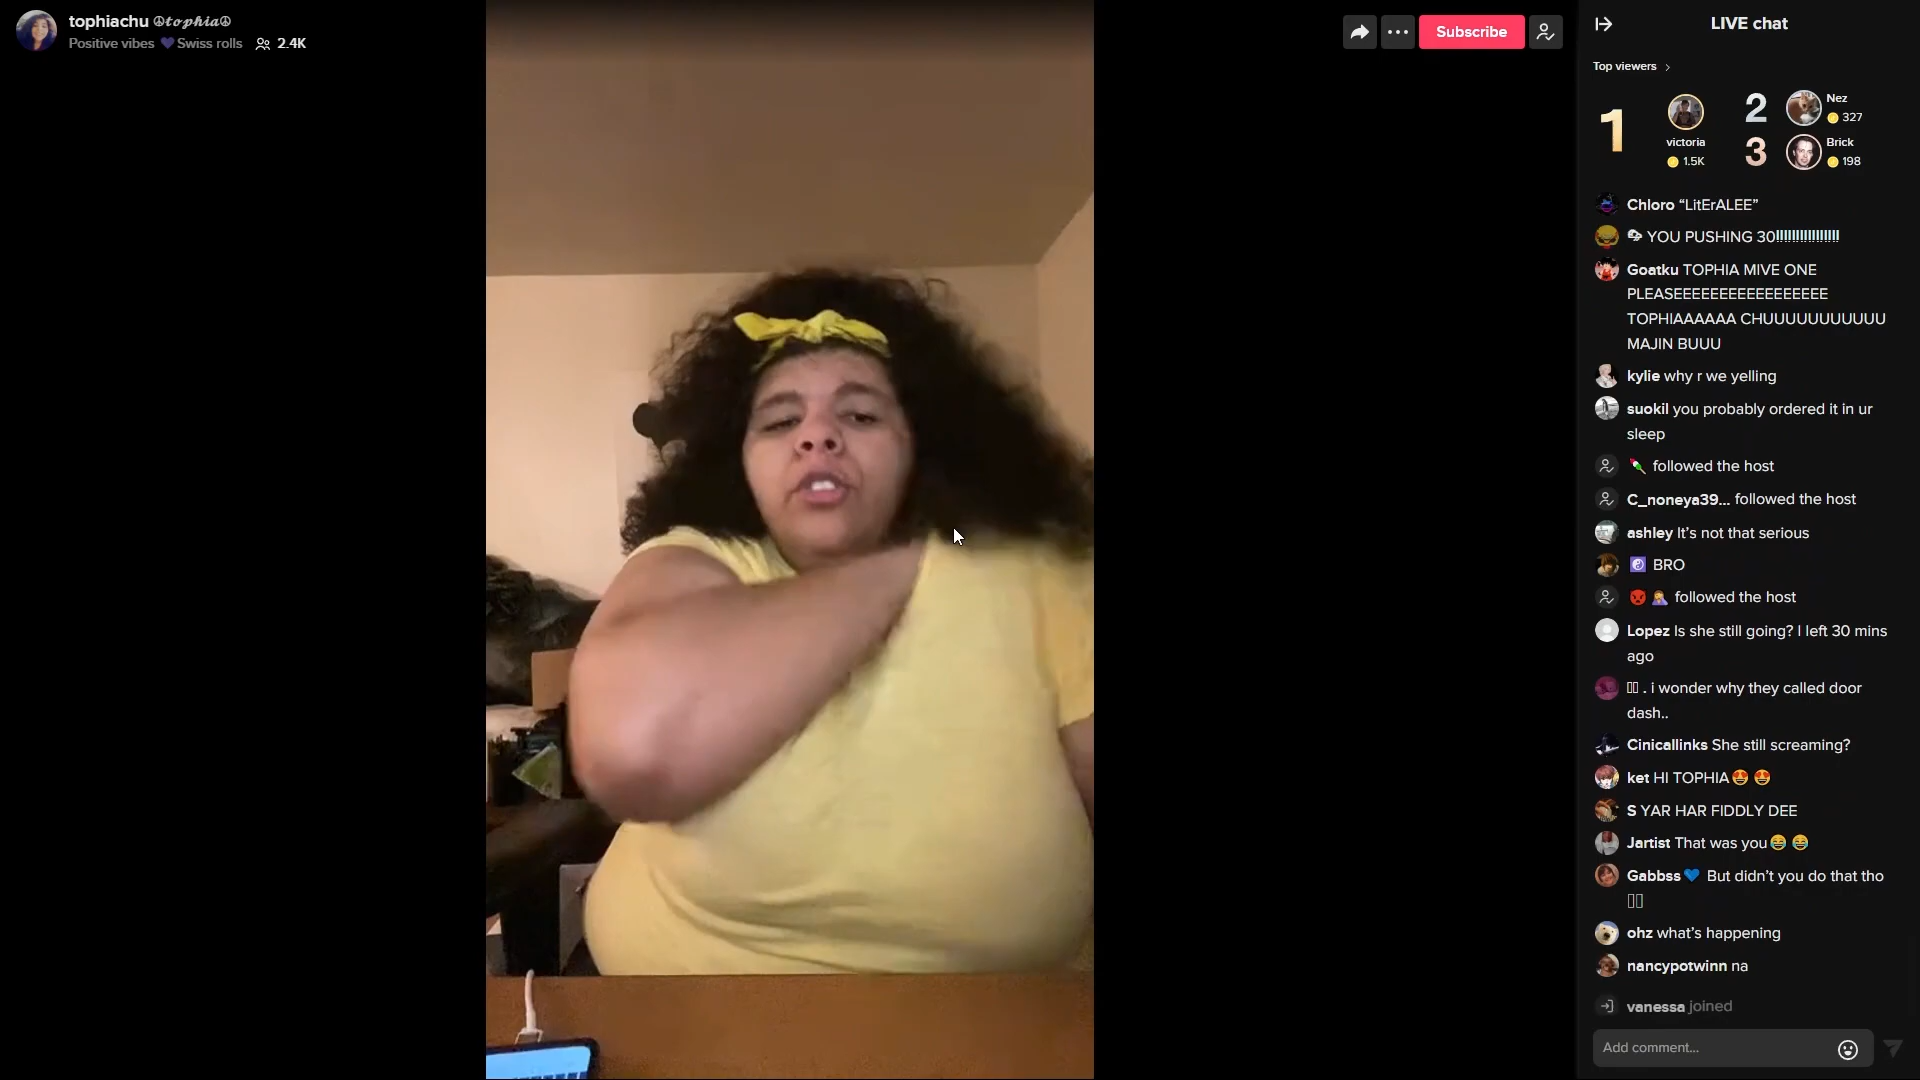 tophiachu ☮𝓽𝓸𝓹𝓱𝓲𝓪☮
Positive vibes 💜Swiss rolls 2.4K
Subscribe
LIVE chat
Top viewers
1
victoria
1.5K
2
Nez
327
3
Brick
198
Chloro “LitErALEE”
YOU PUSHING 30!!!!!!!!!!!!!!!!
Goatku TOPHIA MIVE ONE
PLEASEEEEEEEEEEEEEEEEE
TOPHIAAAAAA CHUUUUUUUUUUU
MAJIN BUUU
kylie why r we yelling
suokil you probably ordered it in ur
sleep
🌹 followed the host
C_noneya39... followed the host
ashley It’s not that serious
☯ BRO
😡 🤦 followed the host
Lopez Is she still going? I left 30 mins
ago
. i wonder why they called door
dash..
Cinicallinks She still screaming?
ket HI TOPHIA😍 😍
S YAR HAR FIDDLY DEE
Jartist That was you😂 😂
Gabbss💙 But didn’t you do that tho
ohz what’s happening
nancypotwinn na
vanessa joined
Add comment...